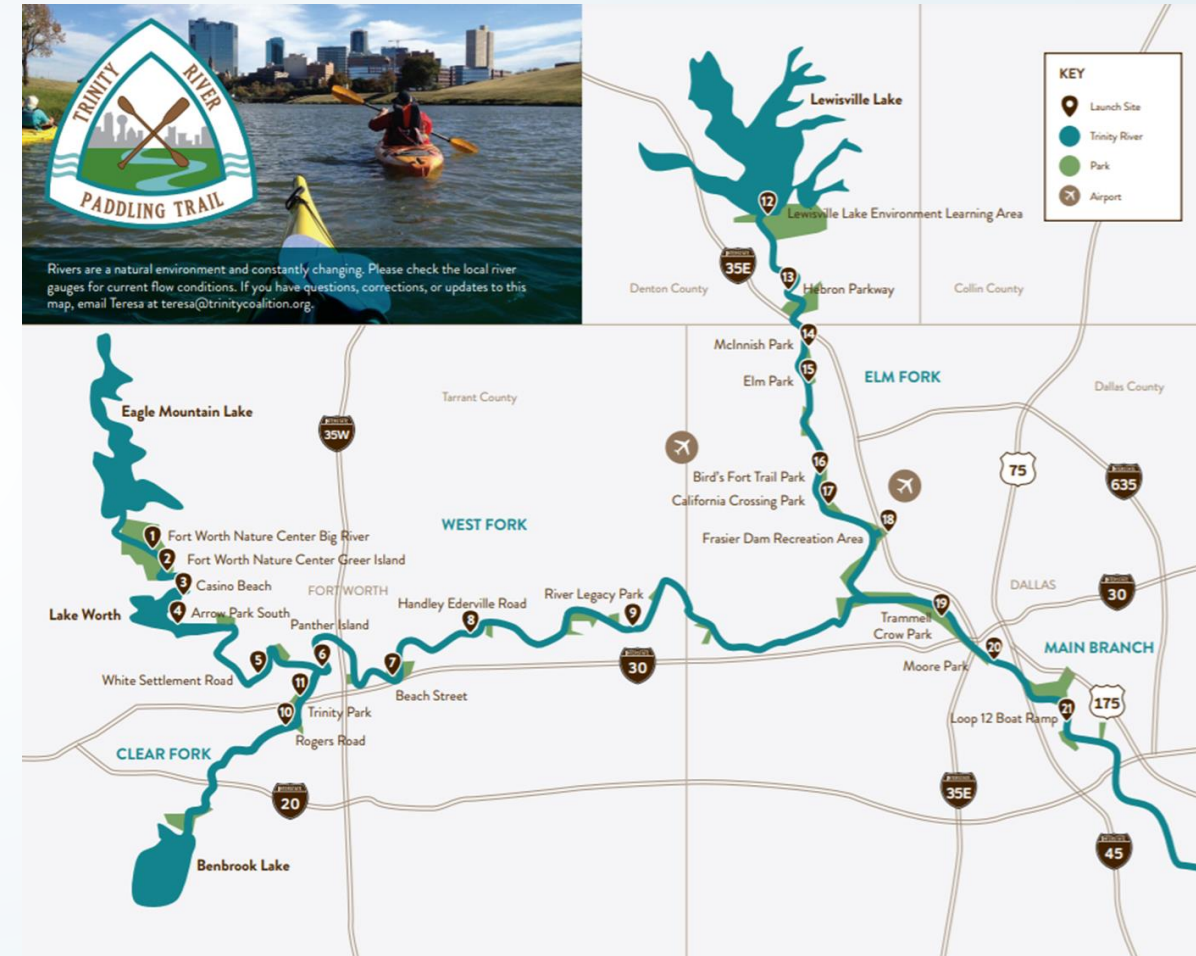 TRINITY RIVER
PADDLING TRAIL
Rivers are a natural environment and constantly changing. Please check the local river
gauges for current flow conditions. If you have questions, corrections, or updates to this
map, email Teresa at teresa@trinitycoalition.org.
KEY
Launch Site
Trinity River
Park
Airport
Lewisville Lake
12
Lewisville Lake Environment Learning Area
35E
13
Hebron Parkway
Denton County
Collin County
14
McInnish Park
15
Elm Park
ELM FORK
Dallas County
Eagle Mountain Lake
Tarrant County
35W
16
Bird's Fort Trail Park
75
635
17
California Crossing Park
18
Frasier Dam Recreation Area
WEST FORK
1
Fort Worth Nature Center Big River
2
Fort Worth Nature Center Greer Island
3
Casino Beach
FORT WORTH
DALLAS
30
Lake Worth
4
Arrow Park South
Panther Island
Handley Ederville Road
8
River Legacy Park
9
19
Trammell
Crow Park
20
Moore Park
MAIN BRANCH
5
White Settlement Road
6
7
Beach Street
30
11
Trinity Park
10
Rogers Road
21
Loop 12 Boat Ramp
175
CLEAR FORK
20
35E
45
Benbrook Lake